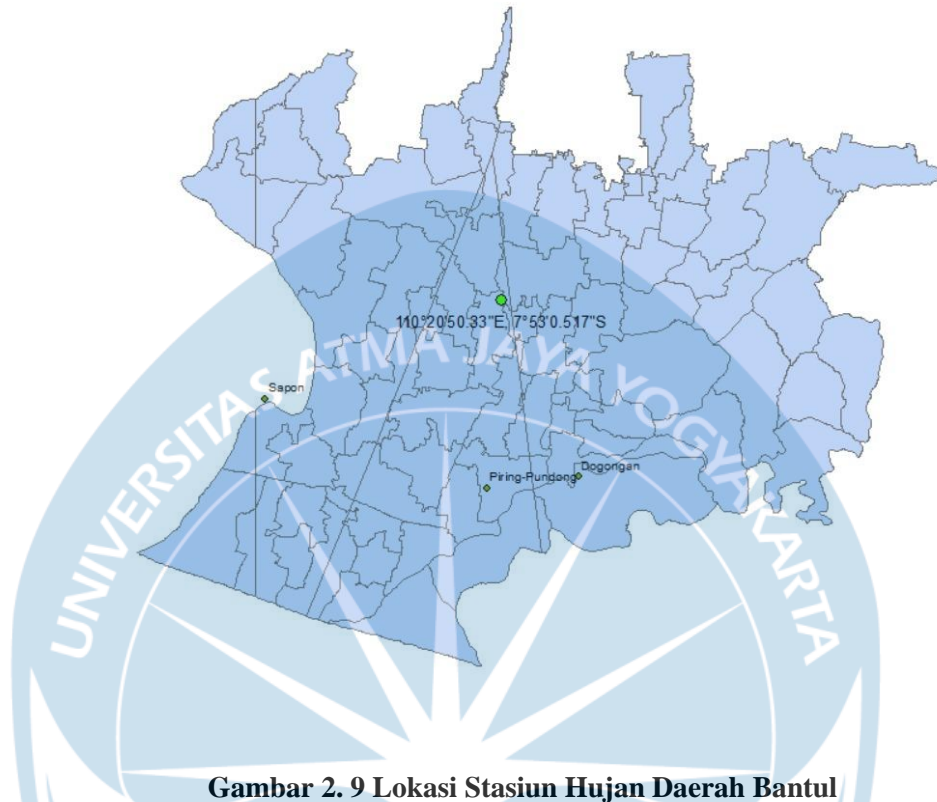 110°20'50.33"E, 7°53'0.517"S
UNIVERSITAS ATMA JAYA YOGYAKARTA
Sapon
Dogongan
Piring-Pundong
Gambar 2. 9 Lokasi Stasiun Hujan Daerah Bantul